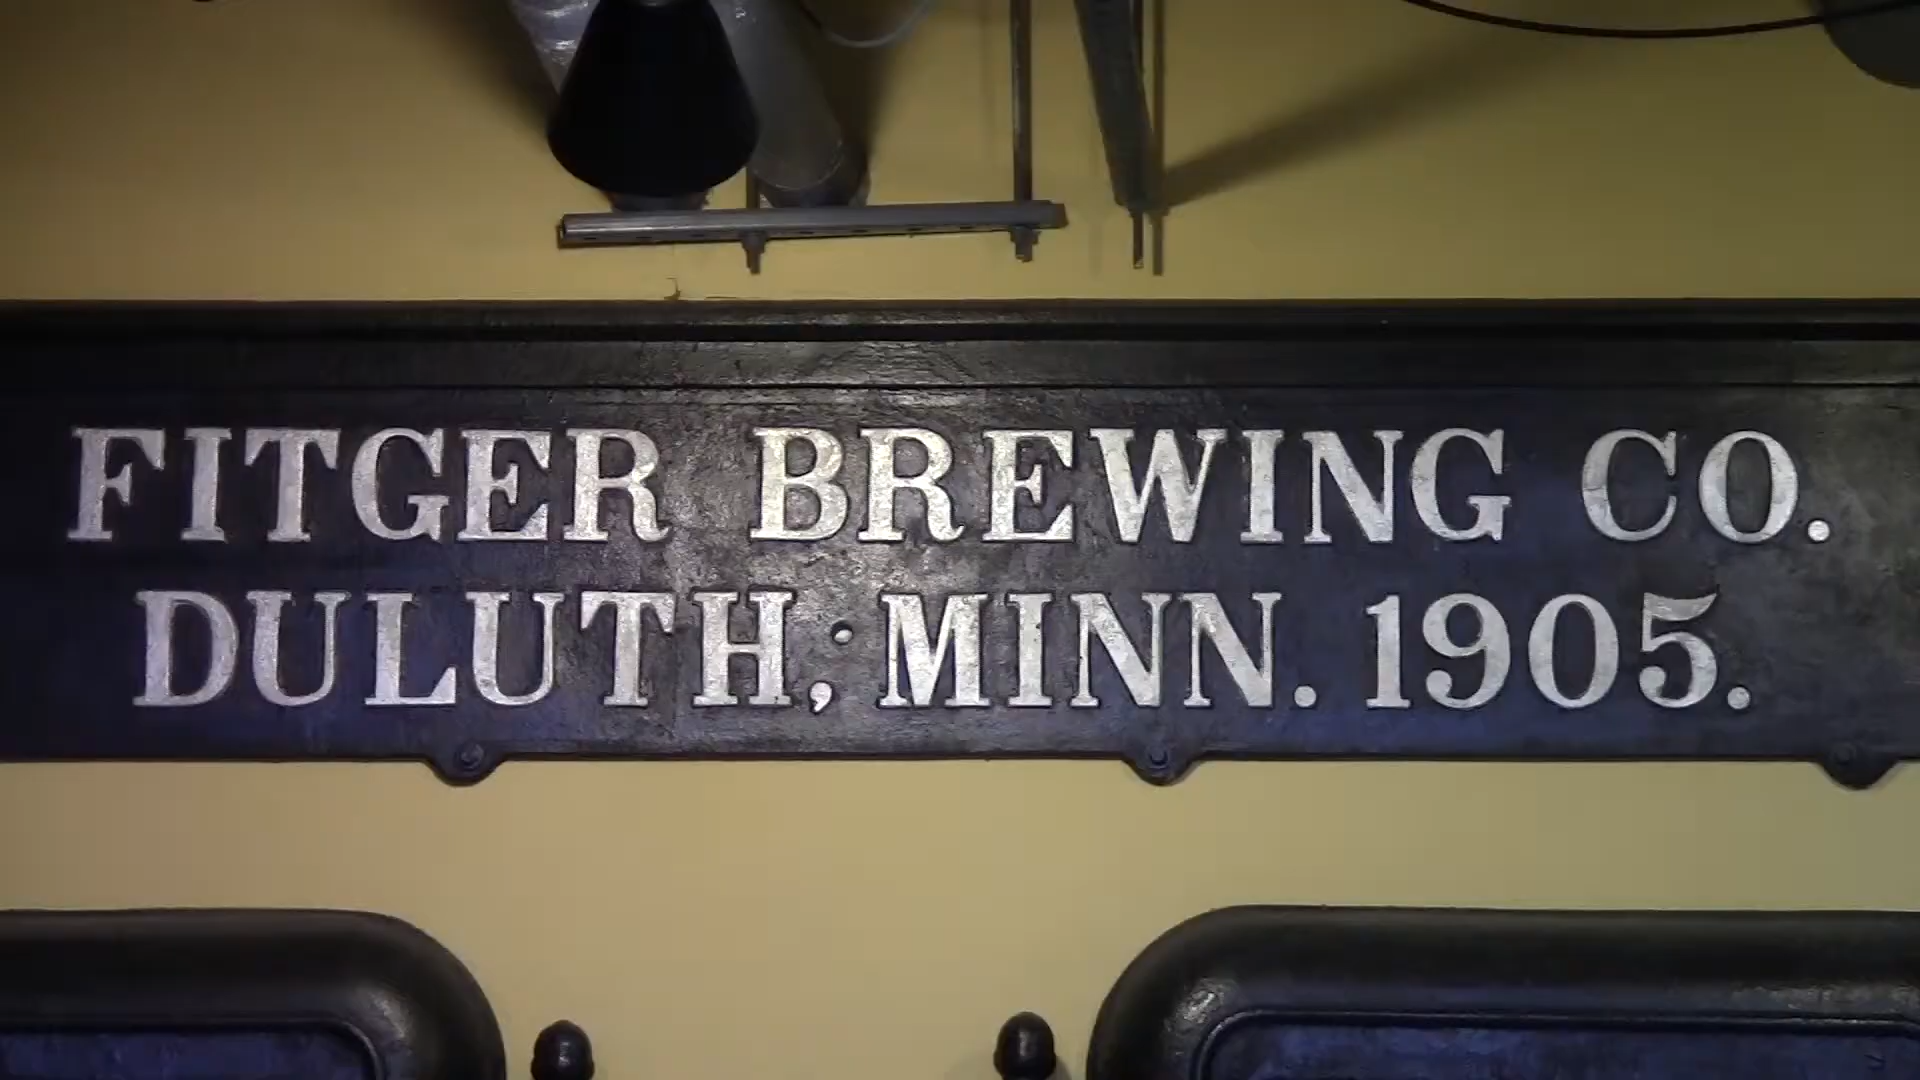 FITGER BREWING CO.
DULUTH, MINN. 1905.